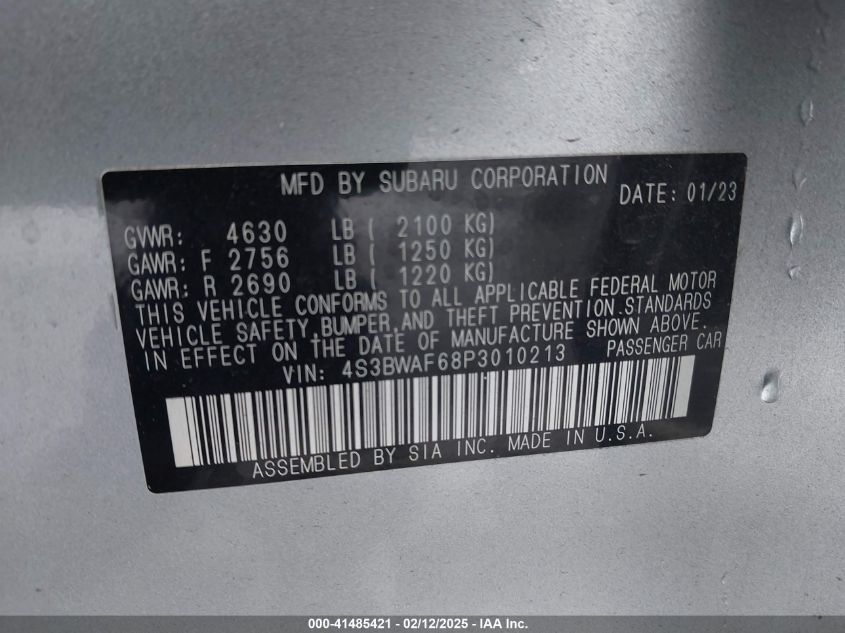 MFD BY SUBARU CORPORATION DATE: 01/23
GVWR: 4630 LB ( 2100 KG)
GAWR: F 2756 LB ( 1250 KG)
GAWR: R 2690 LB ( 1220 KG)
THIS VEHICLE CONFORMS TO ALL APPLICABLE FEDERAL MOTOR
VEHICLE SAFETY,BUMPER,AND THEFT PREVENTION STANDARDS
IN EFFECT ON THE DATE OF MANUFACTURE SHOWN ABOVE.
VIN: 4S3BWAF68P3010213 PASSENGER CAR
ASSEMBLED BY SIA INC. MADE IN U.S.A.
000-41485421 - 02/12/2025 - IAA Inc.